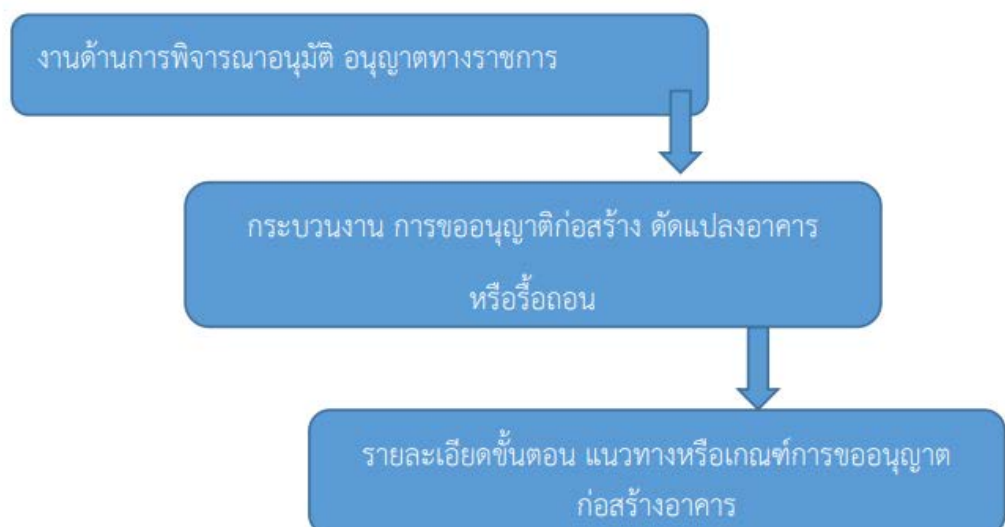 งานด้านการพิจารณาอนุมัติ อนุญาตทางราชการ
กระบวนงาน การขออนุญาติก่อสร้าง ดัดแปลงอาคาร
หรือรื้อถอน
รายละเอียดขั้นตอน แนวทางหรือเกณฑ์การขออนุญาต
ก่อสร้างอาคาร